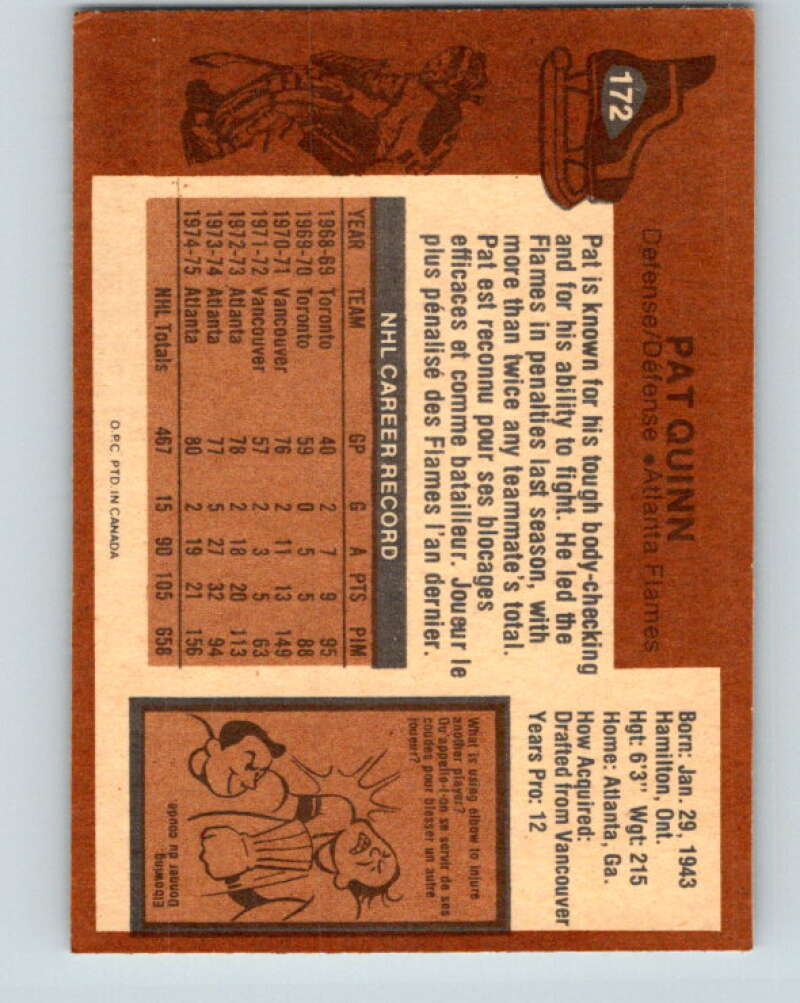 172
PAT QUINN
Defense/Défense • Atlanta Flames
Pat is known for his tough body-checking
and for his ability to fight. He led the
Flames in penalties last season, with
more than twice any teammate's total.
Pat est reconnu pour ses blocages
efficaces et comme batailleur. Joueur le
plus pénalisé des Flames l'an dernier.
NHL CAREER RECORD
YEAR TEAM GP G A PTS PIM
1968-69 Toronto 40 2 7 9 95
1969-70 Toronto 59 0 5 5 88
1970-71 Vancouver 76 2 11 13 149
1971-72 Vancouver 57 2 3 5 63
1972-73 Atlanta 78 2 18 20 113
1973-74 Atlanta 77 5 27 32 94
1974-75 Atlanta 80 2 19 21 156
NHL Totals 467 15 90 105 658
O.P.C. PTD. IN CANADA
Born: Jan. 29, 1943
Hamilton, Ont.
Hgt: 6'3" Wgt: 215
Home: Atlanta, Ga.
How Acquired:
Drafted from Vancouver
Years Pro: 12
What is using elbow to injure
another player?
Qu'appelle-t-on se servir de ses
coudes pour blesser un autre
joueur?
Elbowing.
Donner du coude